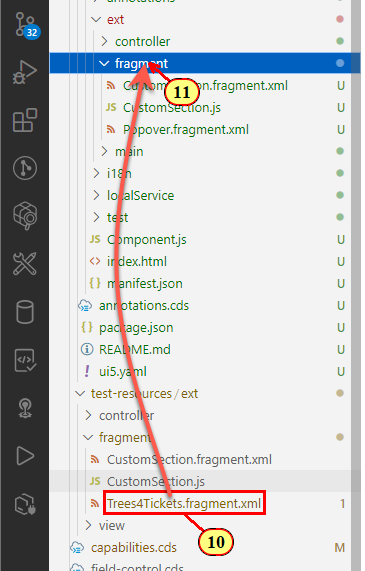 annotations
32
ext
controller
fragment
CustomSection.fragment.xml U
11
JS CustomSection.js U
Popover.fragment.xml U
main
i18n
localService
test
JS Component.js U
<> index.html U
{} manifest.json U
annotations.cds U
{} package.json U
README.md U
! ui5.yaml U
test-resources / ext
controller
fragment
CustomSection.fragment.xml
JS CustomSection.js
Trees4Tickets.fragment.xml 1
view
10
capabilities.cds
field-control.cds